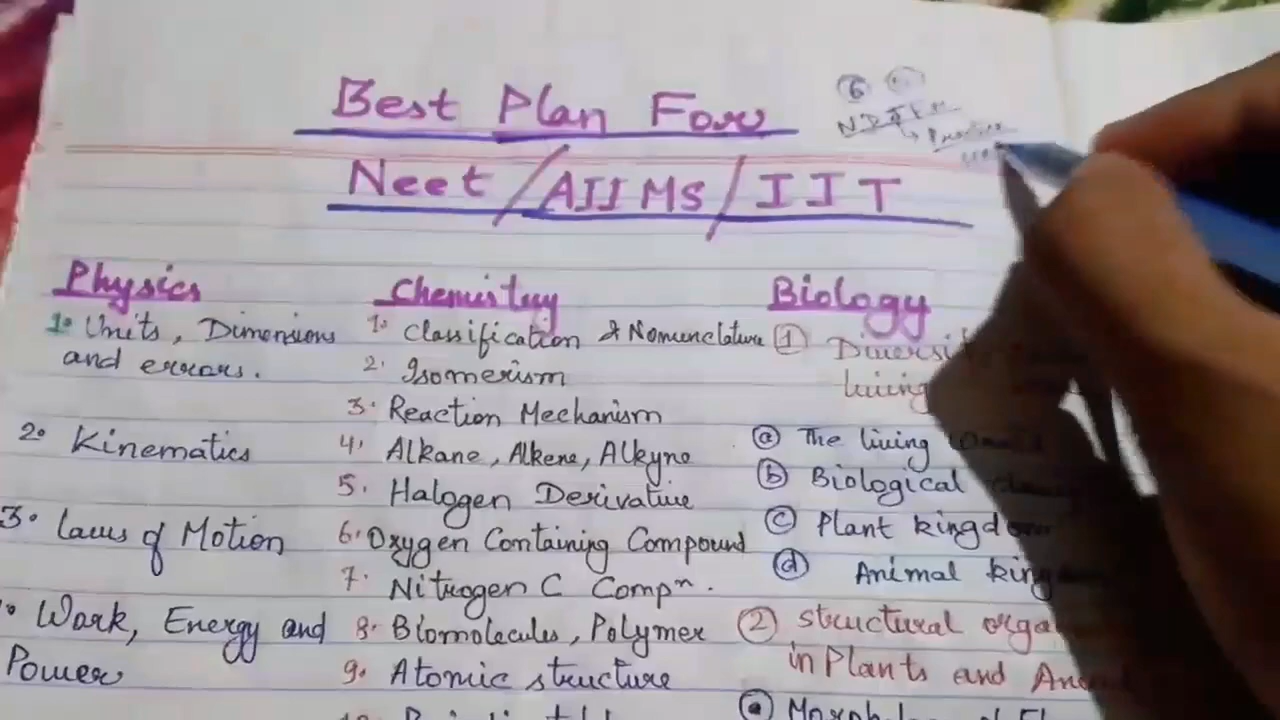 Best Plan For
Neet / AIIMS / IIT
Physics
1. Units, Dimensions
and errors.
2. Kinematics
3. Laws of Motion
Work, Energy and
Power
Chemistry
1. Classification & Nomenclature
2. Isomerism
3. Reaction Mechanism
4. Alkane, Alkene, Alkyne
5. Halogen Derivative
6. Oxygen Containing Compound
7. Nitrogen C Compn.
8. Biomolecules, Polymer
9. Atomic structure
Biology
1
living
a The living
b Biological
c Plant kingdom
d Animal
2 structural
in Plants and
a